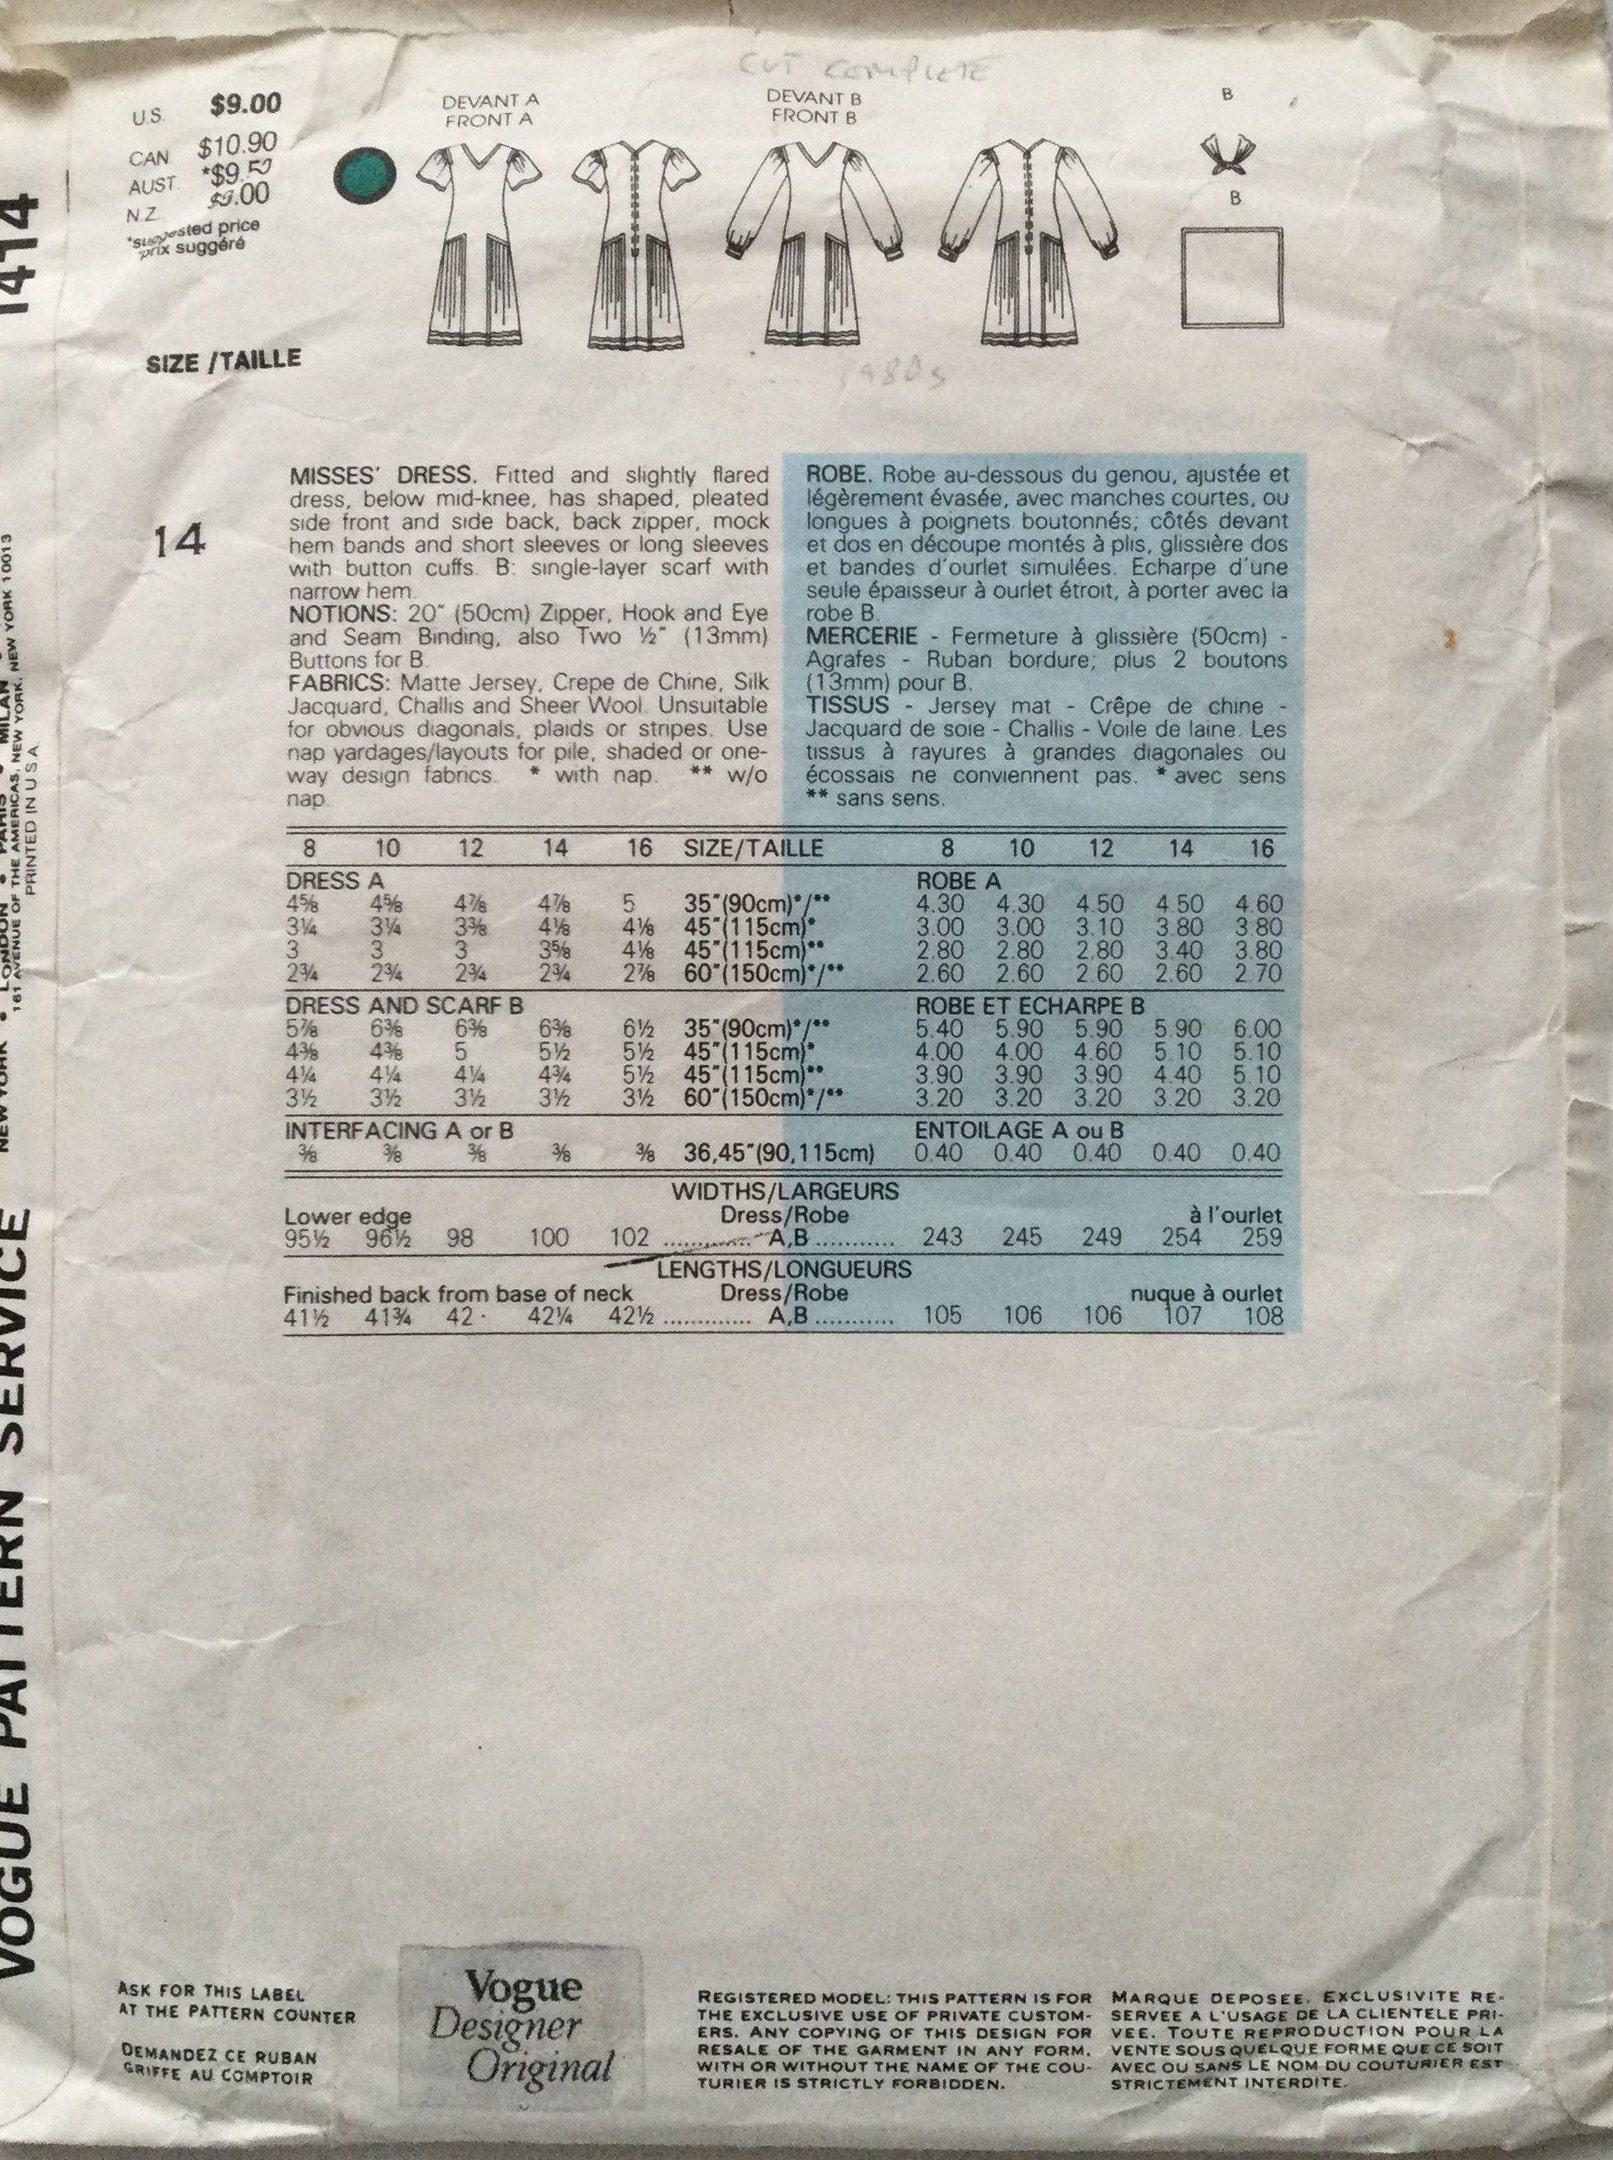 CUT COMPLETE
U.S. $9.00
CAN $10.90
AUST. *$9.50
N.Z. $9.00
*suggested price
prix suggéré
DEVANT A
FRONT A
DEVANT B
FRONT B
B
B
1980s
SIZE /TAILLE
14
1414
VOGUE PATTERN SERVICE
NEW YORK • LONDON • PARIS • MILAN
161 AVENUE OF THE AMERICAS, NEW YORK, NEW YORK 10013
PRINTED IN U.S.A.
MISSES' DRESS. Fitted and slightly flared
dress, below mid-knee, has shaped, pleated
side front and side back, back zipper, mock
hem bands and short sleeves or long sleeves
with button cuffs. B: single-layer scarf with
narrow hem.
NOTIONS: 20" (50cm) Zipper, Hook and Eye
and Seam Binding, also Two ½" (13mm)
Buttons for B.
FABRICS: Matte Jersey, Crepe de Chine, Silk
Jacquard, Challis and Sheer Wool. Unsuitable
for obvious diagonals, plaids or stripes. Use
nap yardages/layouts for pile, shaded or one-
way design fabrics. * with nap. ** w/o
nap.
ROBE. Robe au-dessous du genou, ajustée et
légèrement évasée, avec manches courtes, ou
longues à poignets boutonnés; côtés devant
et dos en découpe montés à plis, glissière dos
et bandes d'ourlet simulées. Echarpe d'une
seule épaisseur à ourlet étroit, à porter avec la
robe B.
MERCERIE - Fermeture à glissière (50cm) -
Agrafes - Ruban bordure; plus 2 boutons
(13mm) pour B.
TISSUS - Jersey mat - Crêpe de chine -
Jacquard de soie - Challis - Voile de laine. Les
tissus à rayures à grandes diagonales ou
écossais ne conviennent pas. * avec sens
** sans sens.
8 10 12 14 16 SIZE/TAILLE 8 10 12 14 16
DRESS A ROBE A
4⅝ 4⅝ 4⅞ 4⅞ 5 35"(90cm)*/** 4.30 4.30 4.50 4.50 4.60
3¼ 3¼ 3⅜ 4⅛ 4⅛ 45"(115cm)* 3.00 3.00 3.10 3.80 3.80
3 3 3 3⅝ 4⅛ 45"(115cm)** 2.80 2.80 2.80 3.40 3.80
2¾ 2¾ 2¾ 2¾ 2⅞ 60"(150cm)*/** 2.60 2.60 2.60 2.60 2.70
DRESS AND SCARF B ROBE ET ECHARPE B
5⅞ 6⅜ 6⅜ 6⅜ 6½ 35"(90cm)*/** 5.40 5.90 5.90 5.90 6.00
4⅜ 4⅜ 5 5½ 5½ 45"(115cm)* 4.00 4.00 4.60 5.10 5.10
4¼ 4¼ 4¼ 4¾ 5½ 45"(115cm)** 3.90 3.90 3.90 4.40 5.10
3½ 3½ 3½ 3½ 3½ 60"(150cm)*/** 3.20 3.20 3.20 3.20 3.20
INTERFACING A or B ENTOILAGE A ou B
⅜ ⅜ ⅜ ⅜ ⅜ 36,45"(90,115cm) 0.40 0.40 0.40 0.40 0.40
WIDTHS/LARGEURS
Lower edge Dress/Robe à l'ourlet
95½ 96½ 98 100 102 ............. A,B ........... 243 245 249 254 259
LENGTHS/LONGUEURS
Finished back from base of neck Dress/Robe nuque à ourlet
41½ 41¾ 42 42¼ 42½ ............. A,B ........... 105 106 106 107 108
ASK FOR THIS LABEL
AT THE PATTERN COUNTER
DEMANDEZ CE RUBAN
GRIFFE AU COMPTOIR
Vogue
Designer
Original
REGISTERED MODEL: THIS PATTERN IS FOR
THE EXCLUSIVE USE OF PRIVATE CUSTOM-
ERS. ANY COPYING OF THIS DESIGN FOR
RESALE OF THE GARMENT IN ANY FORM,
WITH OR WITHOUT THE NAME OF THE COU-
TURIER IS STRICTLY FORBIDDEN.
MARQUE DEPOSEE. EXCLUSIVITE RE-
SERVEE A L'USAGE DE LA CLIENTELE PRI-
VEE. TOUTE REPRODUCTION POUR LA
VENTE SOUS QUELQUE FORME QUE CE SOIT
AVEC OU SANS LE NOM DU COUTURIER EST
STRICTEMENT INTERDITE.